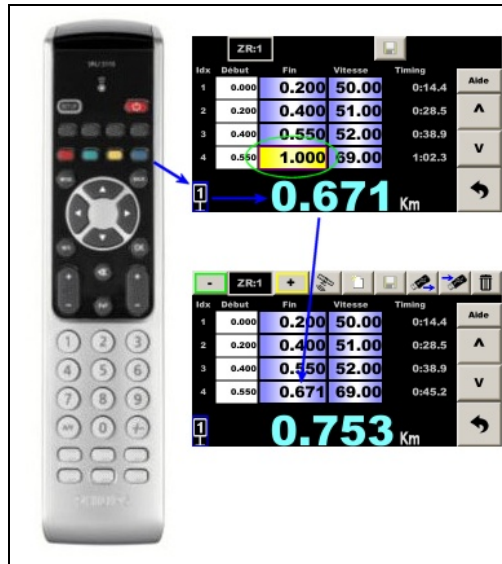 SRU 5110
1 2 3
4 5 6
7 8 9
0
ZR:1
Idx Début Fin Vitesse Timing
1 0.000 0.200 50.00 0:14.4
2 0.200 0.400 51.00 0:28.5
3 0.400 0.550 52.00 0:38.9
4 0.550 1.000 69.00 1:02.3
1 0.671 Km
Aide
- ZR:1 +
Idx Début Fin Vitesse Timing
1 0.000 0.200 50.00 0:14.4
2 0.200 0.400 51.00 0:28.5
3 0.400 0.550 52.00 0:38.9
4 0.550 0.671 69.00 0:45.2
1 0.753 Km
Aide